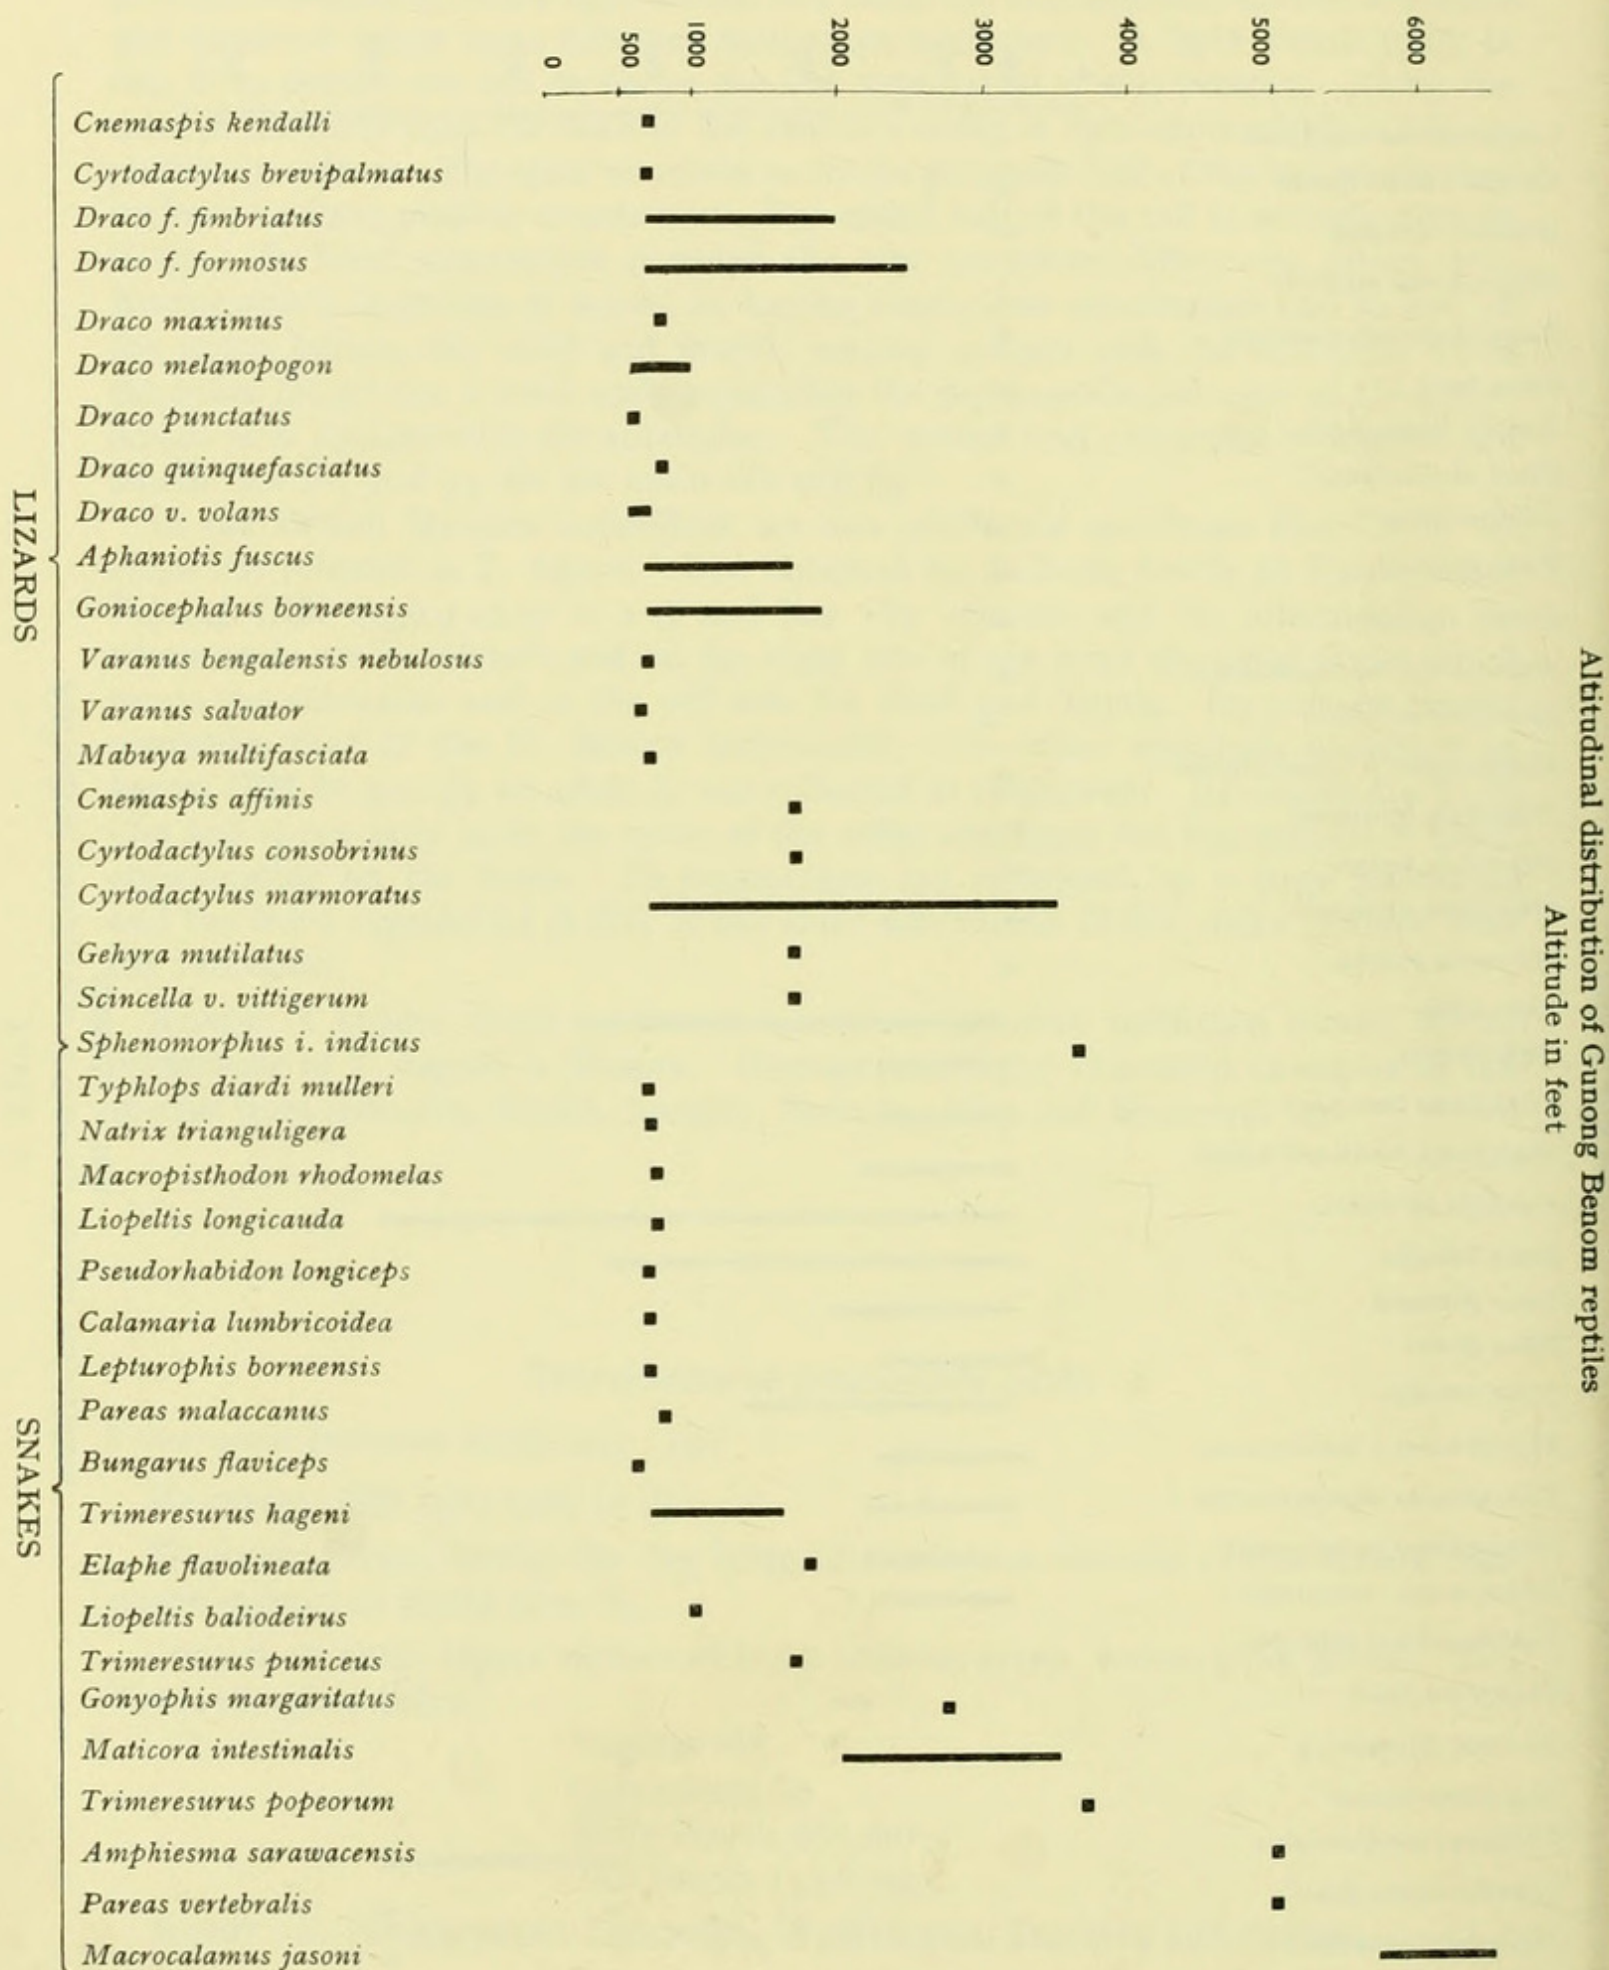 Altitudinal distribution of Gunong Benom reptiles
Altitude in feet
0
500
1000
2000
3000
4000
5000
6000
LIZARDS
Cnemaspis kendalli
Cyrtodactylus brevipalmatus
Draco f. fimbriatus
Draco f. formosus
Draco maximus
Draco melanopogon
Draco punctatus
Draco quinquefasciatus
Draco v. volans
Aphaniotis fuscus
Goniocephalus borneensis
Varanus bengalensis nebulosus
Varanus salvator
Mabuya multifasciata
Cnemaspis affinis
Cyrtodactylus consobrinus
Cyrtodactylus marmoratus
Gehyra mutilatus
Scincella v. vittigerum
Sphenomorphus i. indicus
SNAKES
Typhlops diardi mulleri
Natrix trianguligera
Macropisthodon rhodomelas
Liopeltis longicauda
Pseudorhabidon longiceps
Calamaria lumbricoidea
Lepturophis borneensis
Pareas malaccanus
Bungarus flaviceps
Trimeresurus hageni
Elaphe flavolineata
Liopeltis baliodeirus
Trimeresurus puniceus
Gonyophis margaritatus
Maticora intestinalis
Trimeresurus popeorum
Amphiesma sarawacensis
Pareas vertebralis
Macrocalamus jasoni